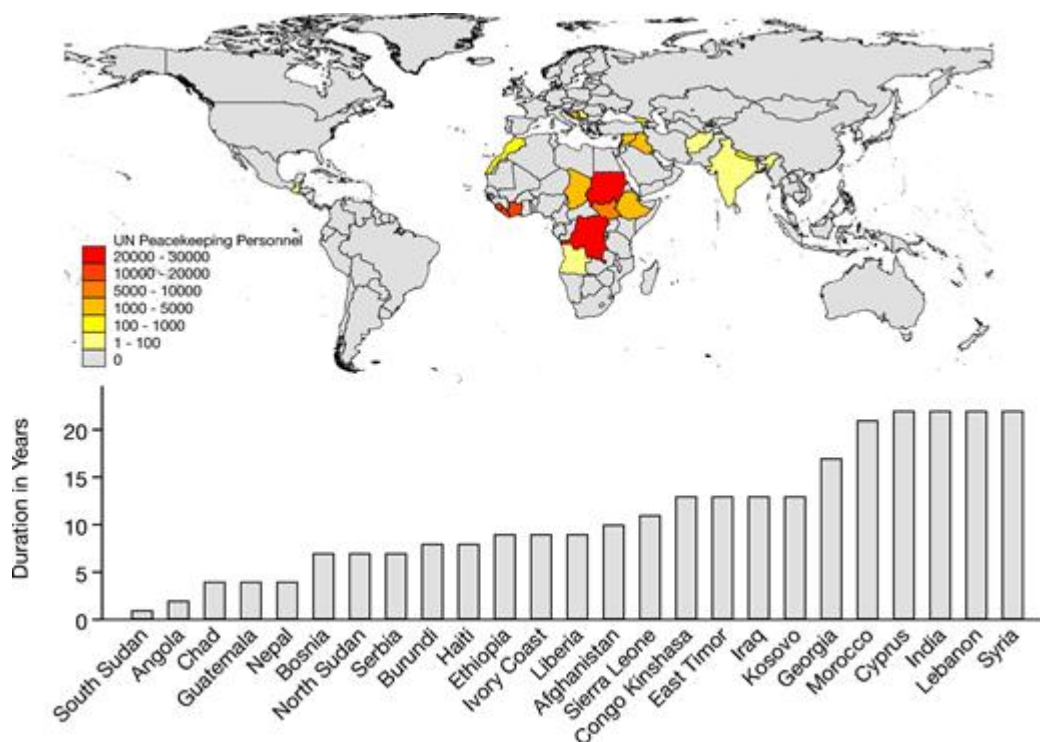 UN Peacekeeping Personnel
20000 - 30000
10000 - 20000
5000 - 10000
1000 - 5000
100 - 1000
1 - 100
0
Duration in Years
20
15
10
5
0
South Sudan
Angola
Chad
Guatemala
Nepal
Bosnia
North Sudan
Serbia
Burundi
Haiti
Ethiopia
Ivory Coast
Liberia
Afghanistan
Sierra Leone
Congo Kinshasa
East Timor
Iraq
Kosovo
Georgia
Morocco
Cyprus
India
Lebanon
Syria